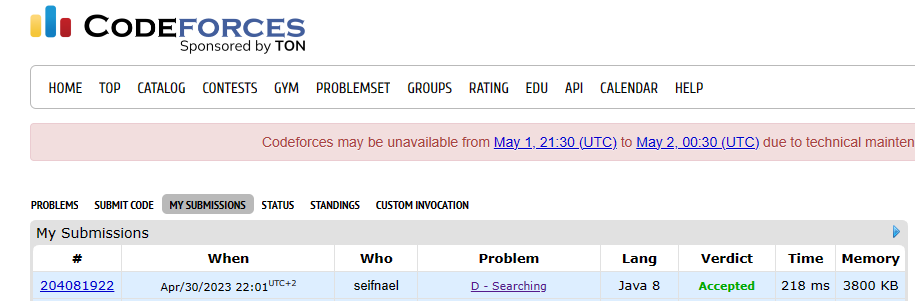 CODEFORCES
Sponsored by TON
HOME TOP CATALOG CONTESTS GYM PROBLEMSET GROUPS RATING EDU API CALENDAR HELP
Codeforces may be unavailable from May 1, 21:30 (UTC) to May 2, 00:30 (UTC) due to technical mainten
PROBLEMS SUBMIT CODE MY SUBMISSIONS STATUS STANDINGS CUSTOM INVOCATION
My Submissions
# When Who Problem Lang Verdict Time Memory
204081922 Apr/30/2023 22:01 UTC+2 seifnael D - Searching Java 8 Accepted 218 ms 3800 KB